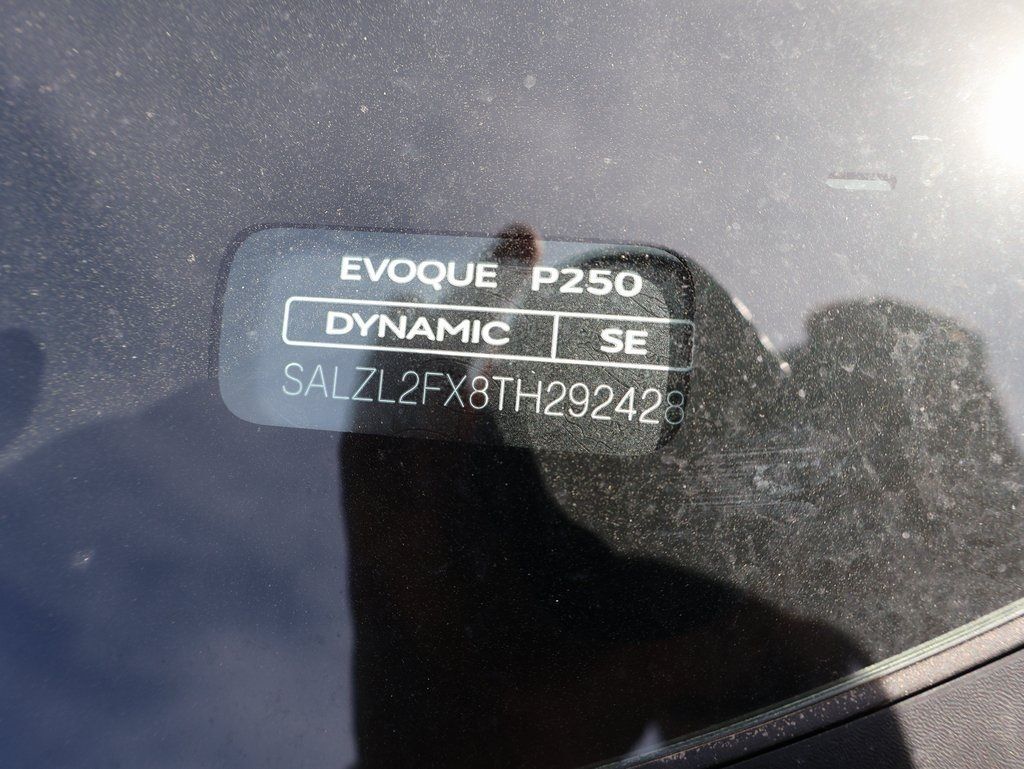 EVOQUE P250
DYNAMIC SE
SALZL2FX8TH292428